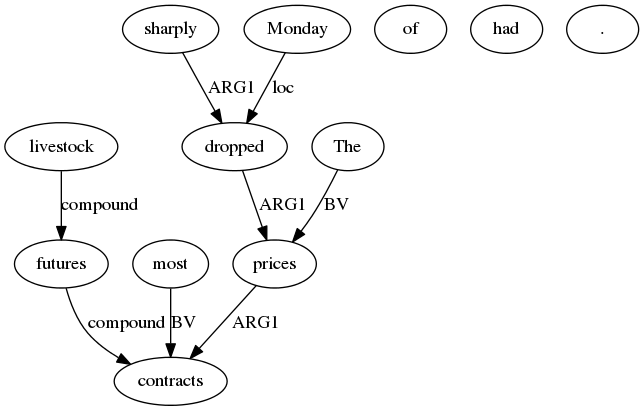 sharply Monday of had .
ARG1 loc
livestock dropped The
compound ARG1 BV
futures most prices
compound BV ARG1
contracts